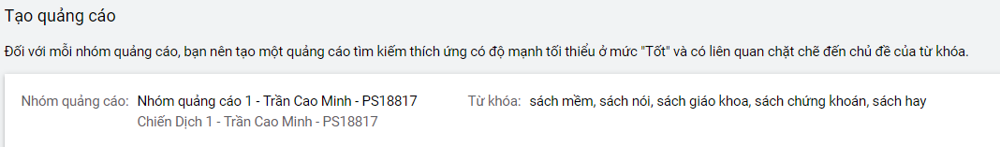 Tạo quảng cáo
Đối với mỗi nhóm quảng cáo, bạn nên tạo một quảng cáo tìm kiếm thích ứng có độ mạnh tối thiểu ở mức "Tốt" và có liên quan chặt chẽ đến chủ đề của từ khóa.
Nhóm quảng cáo: Nhóm quảng cáo 1 - Trần Cao Minh - PS18817 Từ khóa: sách mềm, sách nói, sách giáo khoa, sách chứng khoán, sách hay
Chiến Dịch 1 - Trần Cao Minh - PS18817